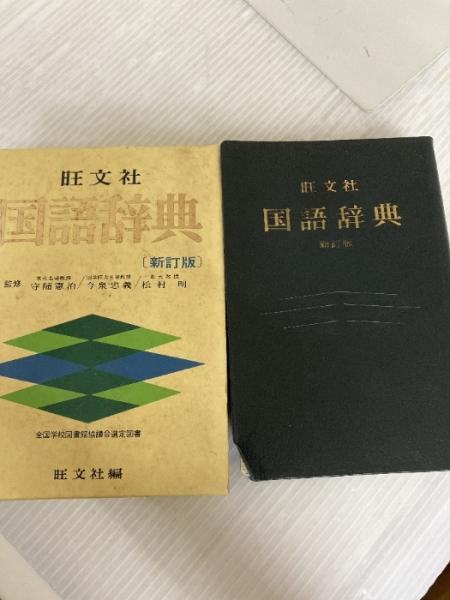 旺文社
国語辞典
〔新訂版〕
監修
守随憲治/今泉忠義/松村 明
全国学校図書館協議会選定図書
旺文社編
旺文社
国語辞典
新訂版